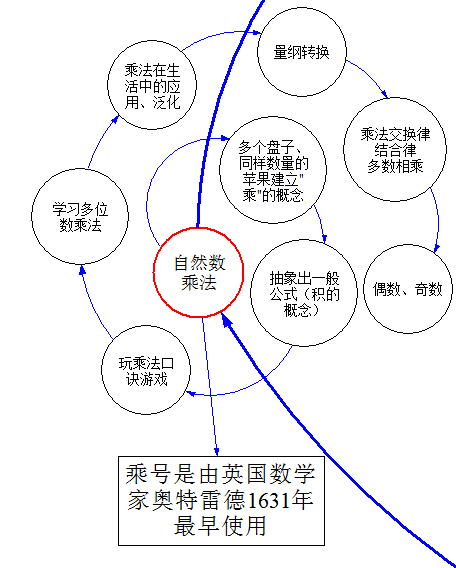 量纲转换
乘法在生
活中的应
用、泛化
乘法交换律
结合律
多数相乘
多个盘子、
同样数量的
苹果建立"
乘"的概念
学习多位
数乘法
自然数
乘法
抽象出一般
公式（积的
概念）
偶数、奇数
玩乘法口
诀游戏
乘号是由英国数学
家奥特雷德1631年
最早使用